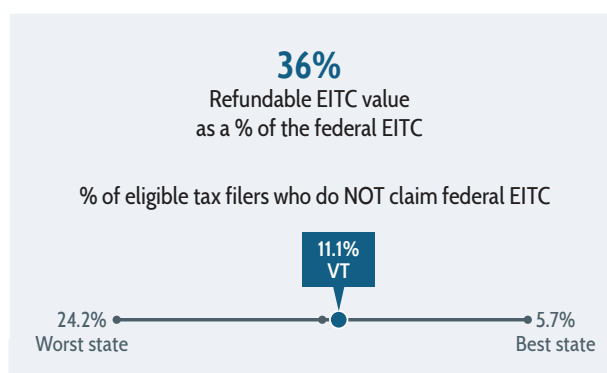 36%
Refundable EITC value
as a % of the federal EITC
% of eligible tax filers who do NOT claim federal EITC
11.1%
VT
24.2%
5.7%
Worst state
Best state